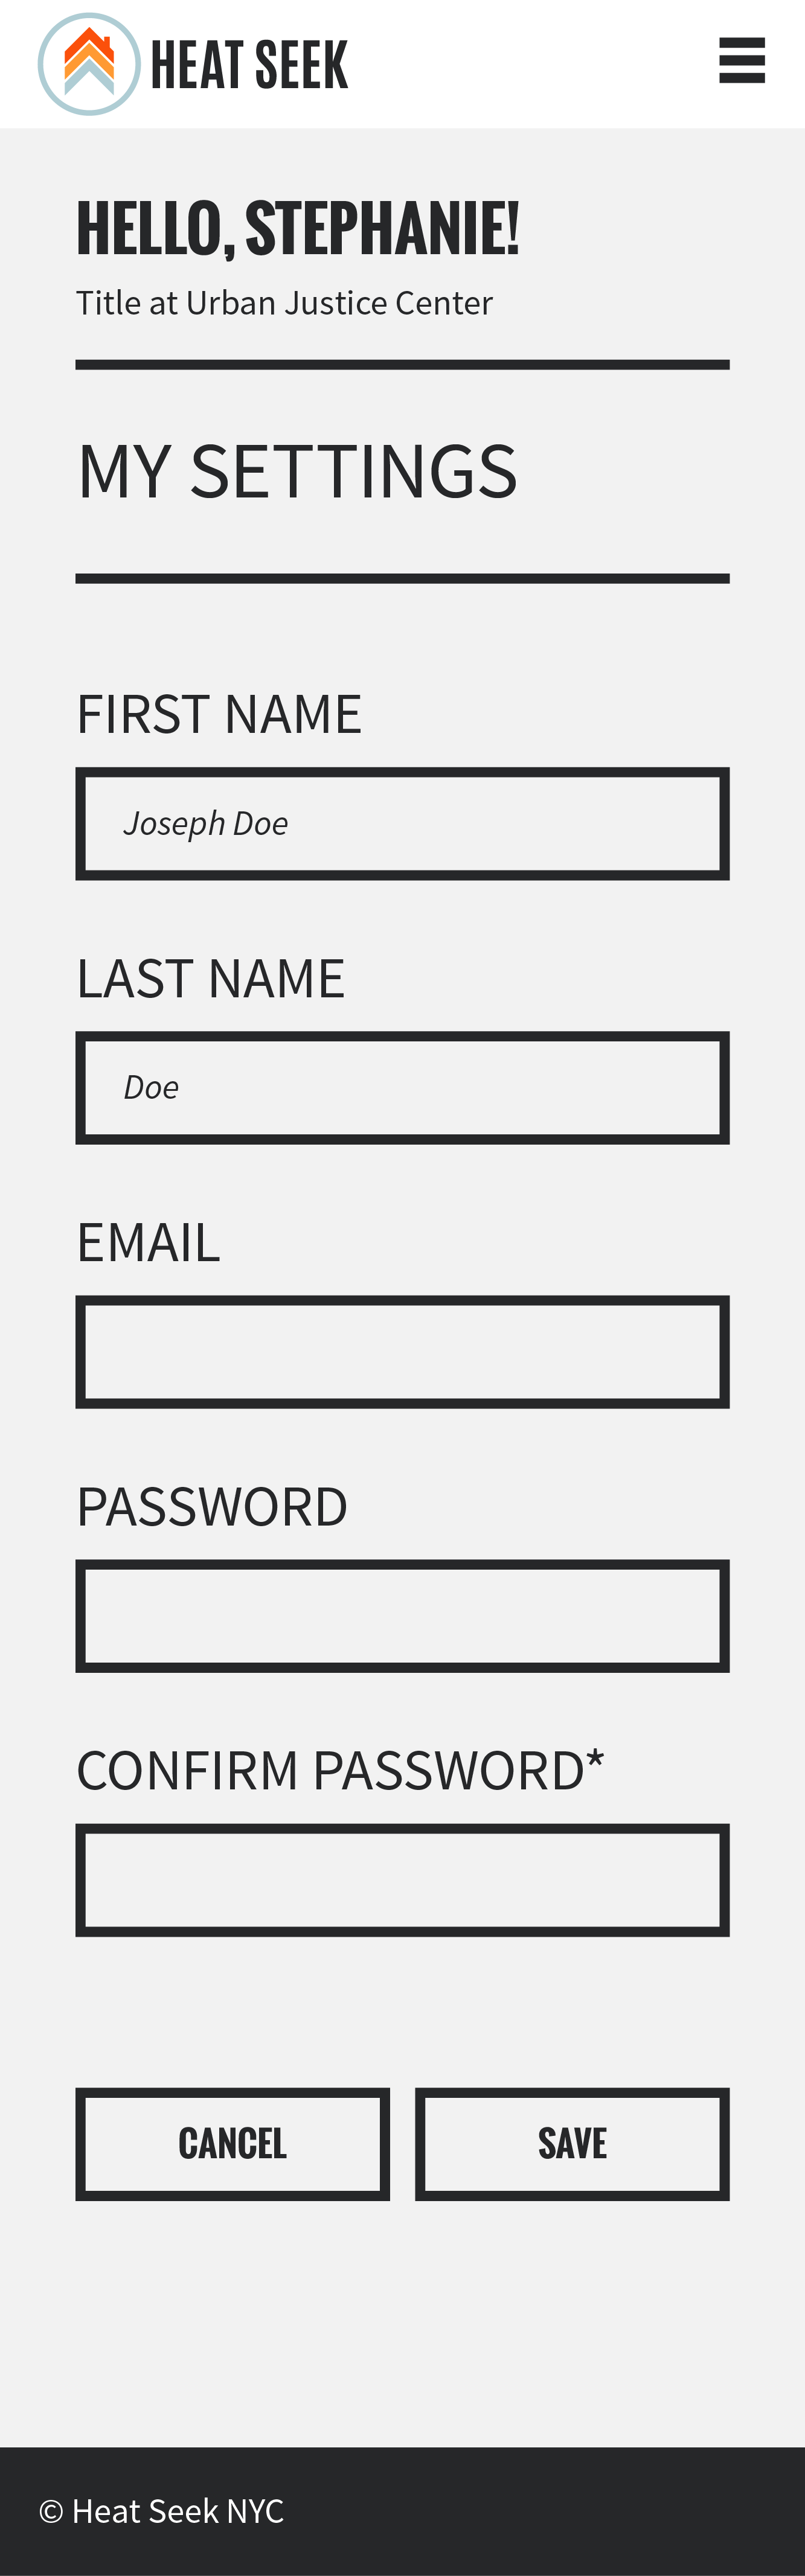 HEAT SEEK
HELLO, STEPHANIE!
Title at Urban Justice Center
MY SETTINGS
FIRST NAME
Joseph Doe
LAST NAME
Doe
EMAIL
PASSWORD
CONFIRM PASSWORD*
CANCEL SAVE
© Heat Seek NYC